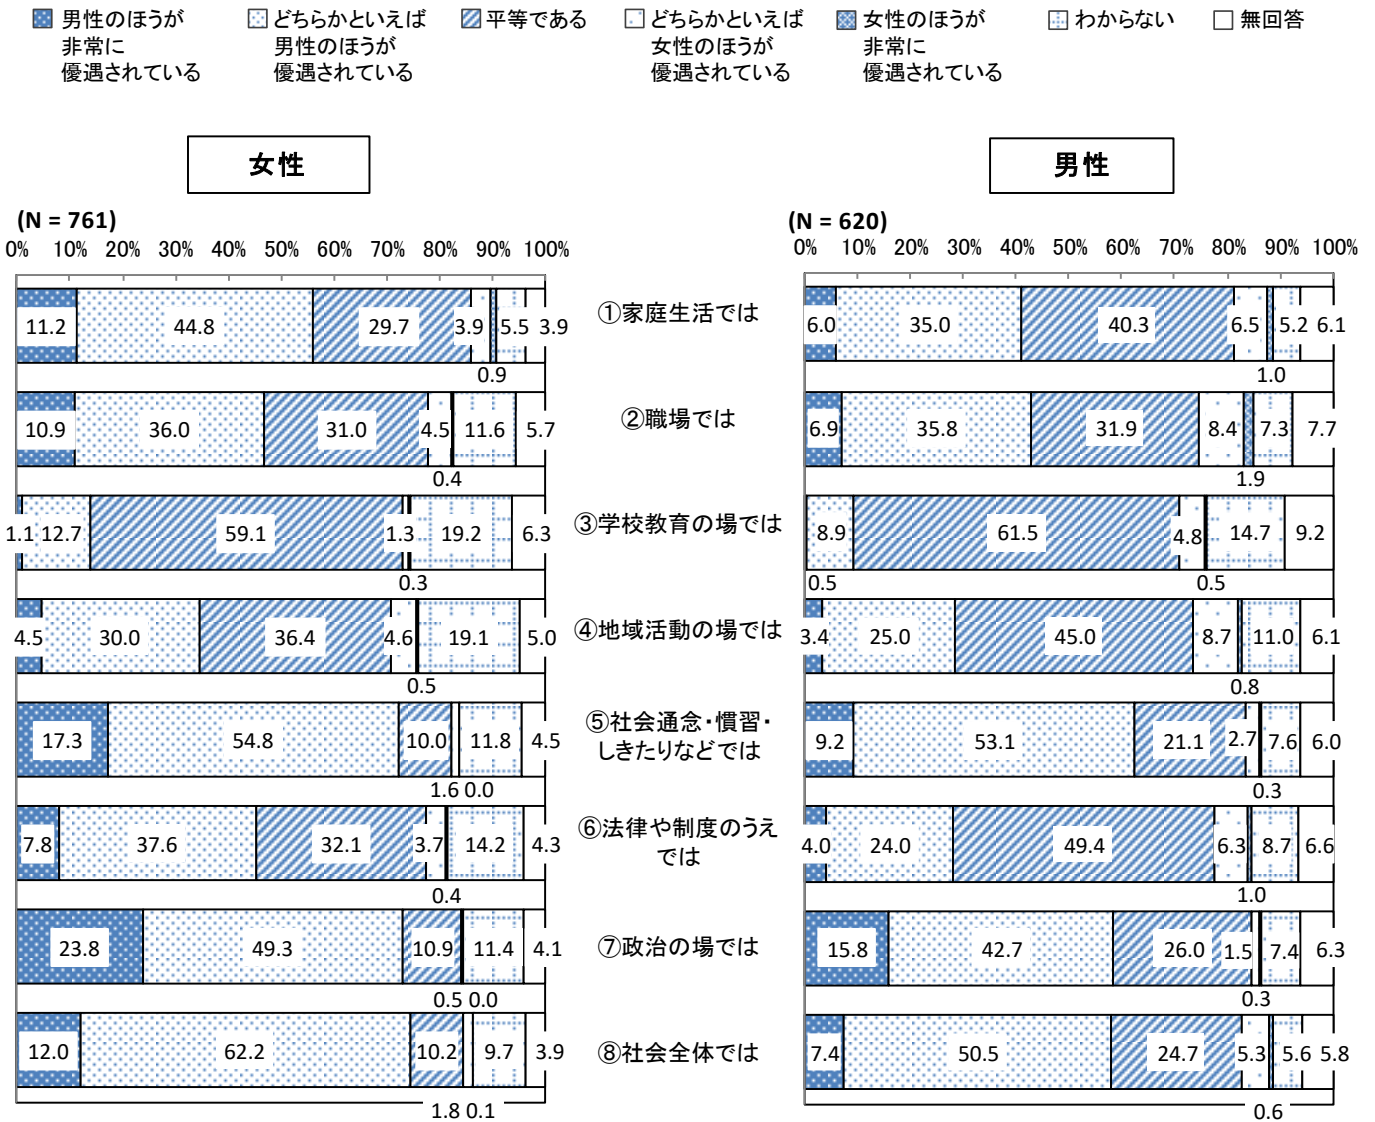 男性のほうが
非常に
優遇されている
どちらかといえば
男性のほうが
優遇されている
平等である
どちらかといえば
女性のほうが
優遇されている
女性のほうが
非常に
優遇されている
わからない
無回答
女性
男性
(N = 761)
0% 10% 20% 30% 40% 50% 60% 70% 80% 90% 100%
(N = 620)
0% 10% 20% 30% 40% 50% 60% 70% 80% 90% 100%
11.2 44.8 29.7 3.9 5.5 3.9
0.9
①家庭生活では
6.0 35.0 40.3 6.5 5.2 6.1
1.0
10.9 36.0 31.0 4.5 11.6 5.7
0.4
②職場では
6.9 35.8 31.9 8.4 7.3 7.7
1.9
1.1 12.7 59.1 1.3 19.2 6.3
0.3
③学校教育の場では
8.9 61.5 4.8 14.7 9.2
0.5 0.5
4.5 30.0 36.4 4.6 19.1 5.0
0.5
④地域活動の場では
3.4 25.0 45.0 8.7 11.0 6.1
0.8
17.3 54.8 10.0 11.8 4.5
1.6 0.0
⑤社会通念・慣習・
しきたりなどでは
9.2 53.1 21.1 2.7 7.6 6.0
0.3
7.8 37.6 32.1 3.7 14.2 4.3
0.4
⑥法律や制度のうえ
では
4.0 24.0 49.4 6.3 8.7 6.6
1.0
23.8 49.3 10.9 11.4 4.1
0.5 0.0
⑦政治の場では
15.8 42.7 26.0 1.5 7.4 6.3
0.3
12.0 62.2 10.2 9.7 3.9
1.8 0.1
⑧社会全体では
7.4 50.5 24.7 5.3 5.6 5.8
0.6